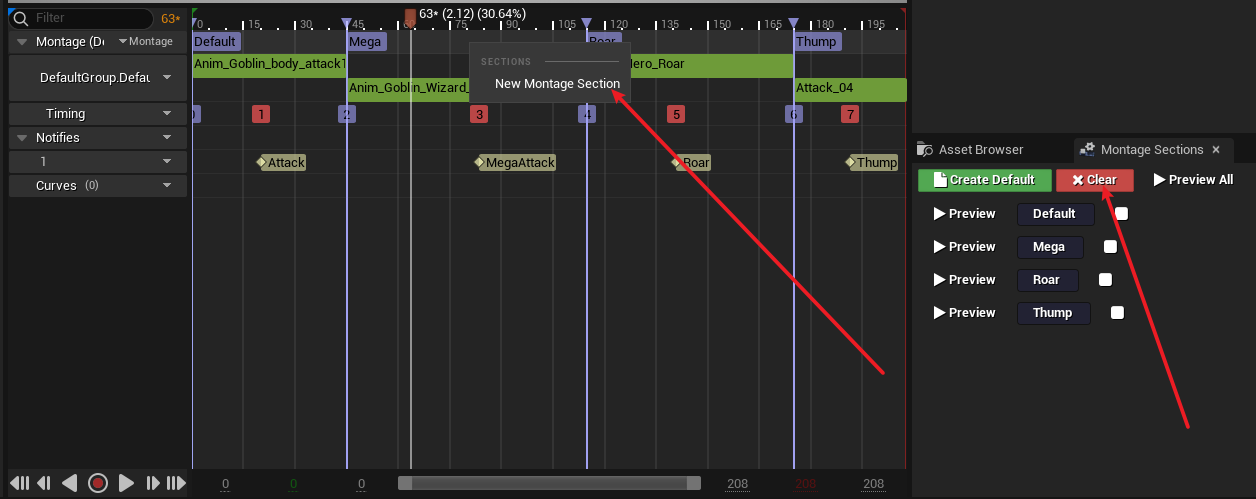 Filter
63*
63* (2.12) (30.64%)
0 15 45 60 75 90 105 120 135 150 165 180 195
Montage (D
Montage
Default
Mega
Roar
Thump
SECTIONS
New Montage Section
DefaultGroup.Defau
Anim_Goblin_body_attack1
Hero_Roar
Anim_Goblin_Wizard_
Attack_04
Timing
1 2 3 4 5 6 7
Notifies
1
Attack
MegaAttack
Roar
Thump
Curves (0)
0 0 0 208 208 208
Asset Browser
Montage Sections ×
Create Default
Clear
Preview All
Preview Default
Preview Mega
Preview Roar
Preview Thump